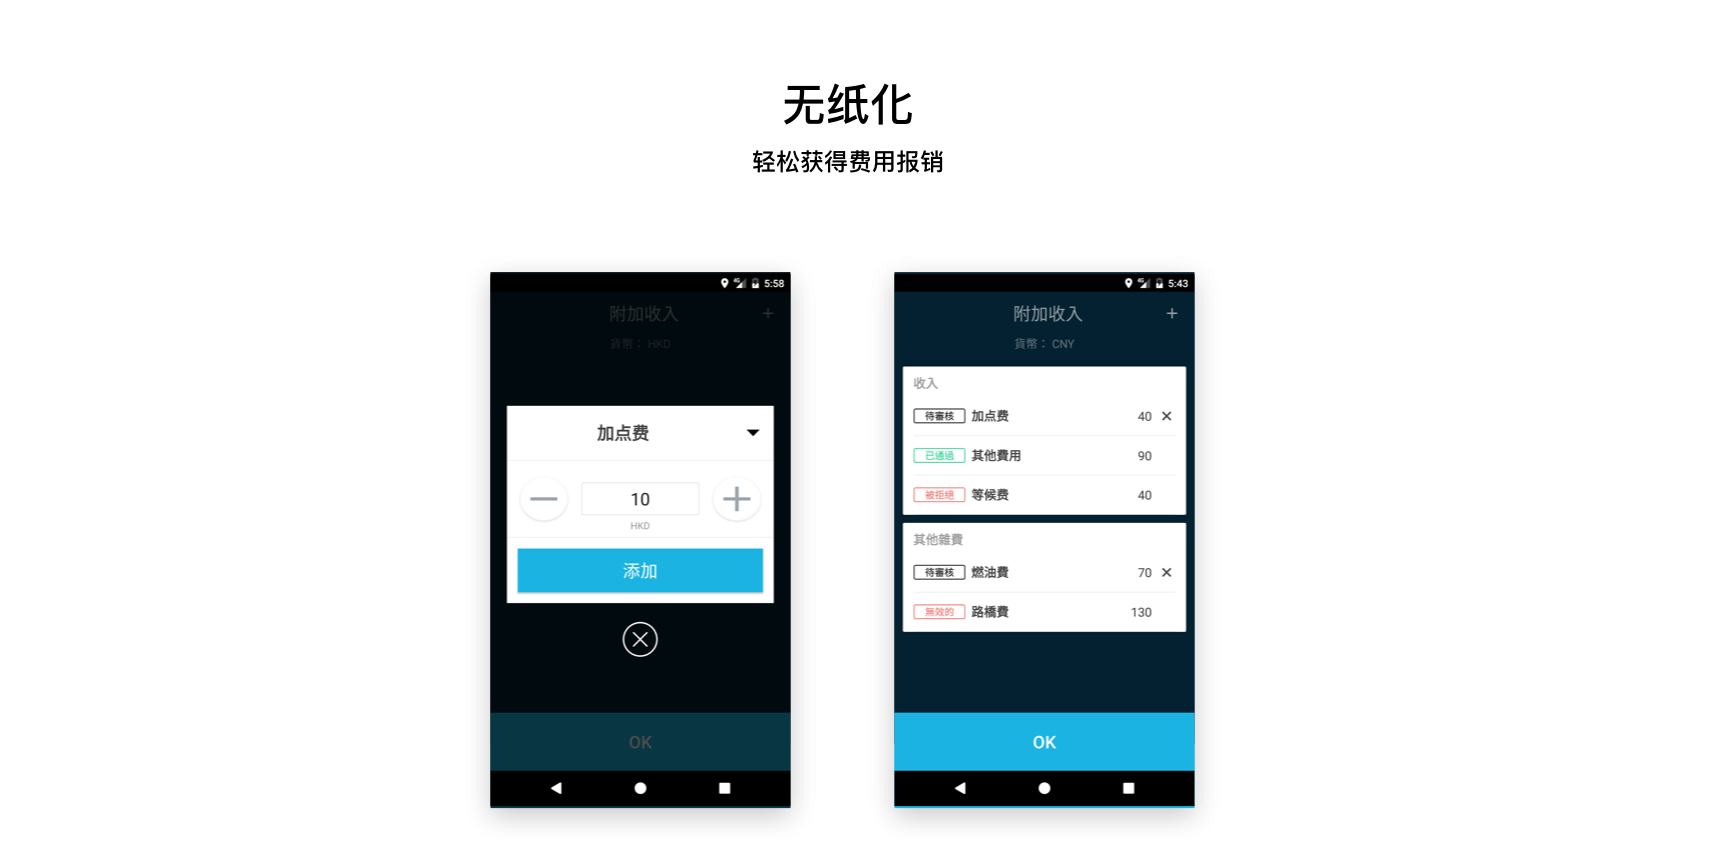 无纸化
轻松获得费用报销
5:58
附加收入 +
貨幣： HKD
加点费
10
HKD
添加
OK
5:43
附加收入 +
貨幣： CNY
收入
待審核 加点费 40 ×
已通過 其他費用 90
被拒絕 等候费 40
其他雜費
待審核 燃油費 70 ×
無效的 路橋費 130
OK